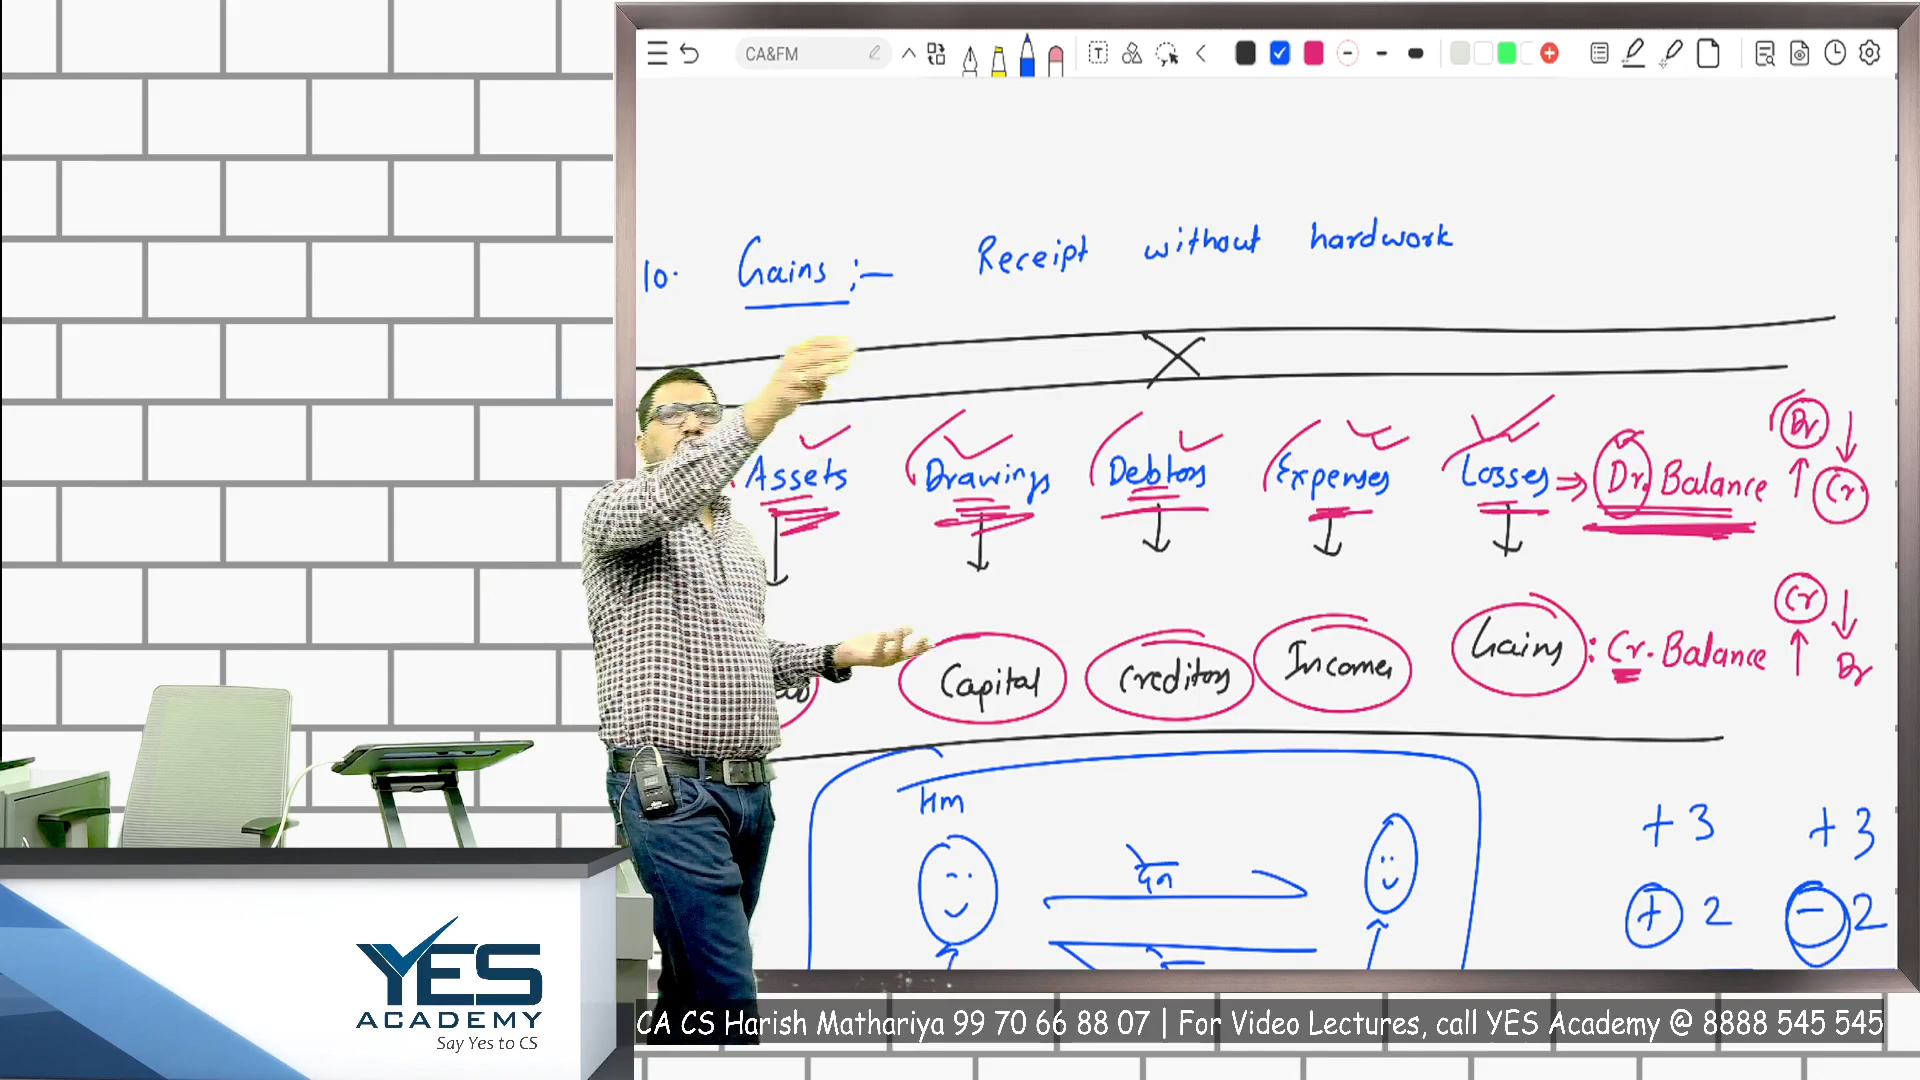 CA&FM
10. Gains :- Receipt without hardwork
Assets Drawings Debtors Expenses Losses ⇒ Dr. Balance
Dr ↓
↑ Cr
Capital Creditors Incomes Gains : Cr. Balance
Cr ↓
↑ Dr
Hm
+3 +3
+ 2 - 2
YES
ACADEMY
Say Yes to CS
CA CS Harish Mathariya 99 70 66 88 07 | For Video Lectures, call YES Academy @ 8888 545 545